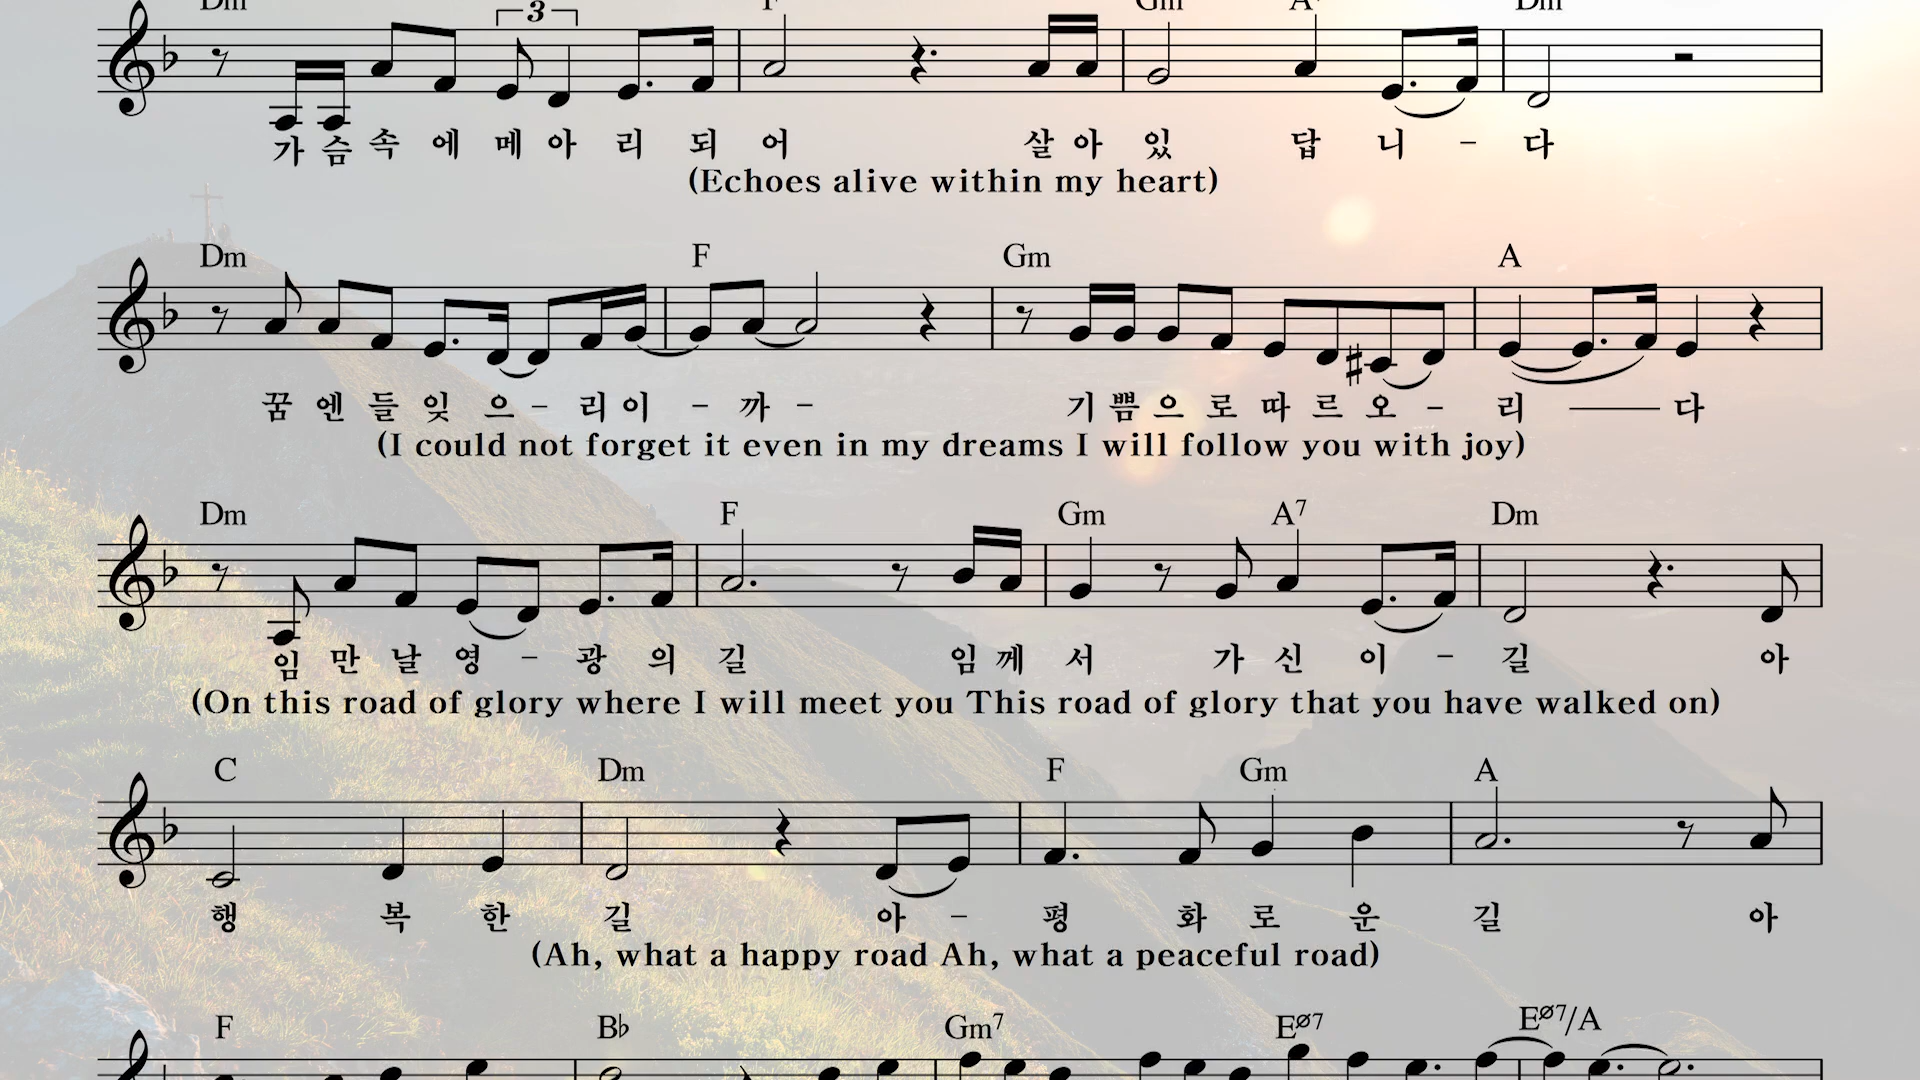 Dm F Gm A7 Dm
3
가 슴 속 에 메 아 리 되 어 살 아 있 답 니 - 다
(Echoes alive within my heart)
Dm F Gm A
꿈 엔 들 잊 으 - 리 이 - 까 - 기 쁨 으 로 따 르 오 - 리 다
(I could not forget it even in my dreams I will follow you with joy)
Dm F Gm A7 Dm
임 만 날 영 - 광 의 길 임 께 서 가 신 이 - 길 아
(On this road of glory where I will meet you This road of glory that you have walked on)
C Dm F Gm A
행 복 한 길 아 - 평 화 로 운 길 아
(Ah, what a happy road Ah, what a peaceful road)
F B♭ Gm7 Eø7 Eø7/A